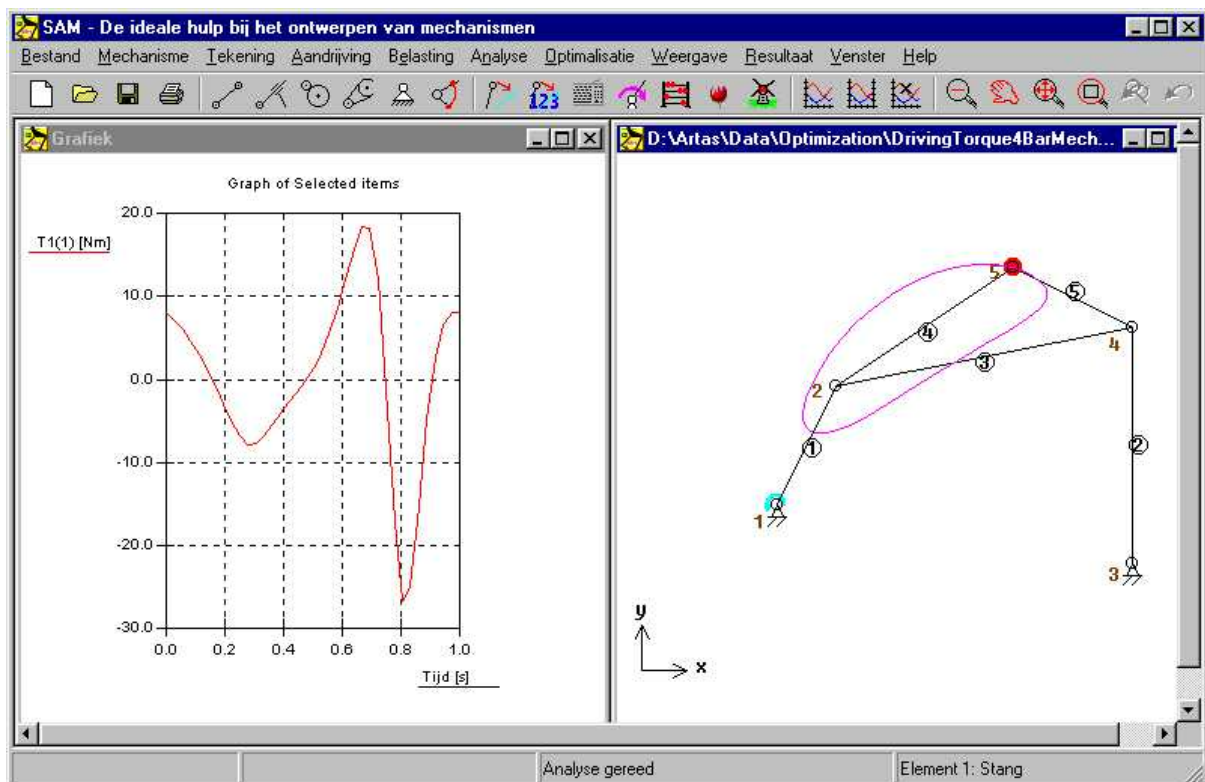 SAM - De ideale hulp bij het ontwerpen van mechanismen
Bestand Mechanisme Tekening Aandrijving Belasting Analyse Optimalisatie Weergave Resultaat Venster Help
123
Grafiek
Graph of Selected items
T1(1) [Nm]
20.0
10.0
0.0
-10.0
-20.0
-30.0
0.0 0.2 0.4 0.6 0.8 1.0
Tijd [s]
D:\Artas\Data\Optimization\DrivingTorque4BarMech...
5
5
4
4
3
2
1
2
1
3
y
x
Analyse gereed
Element 1: Stang